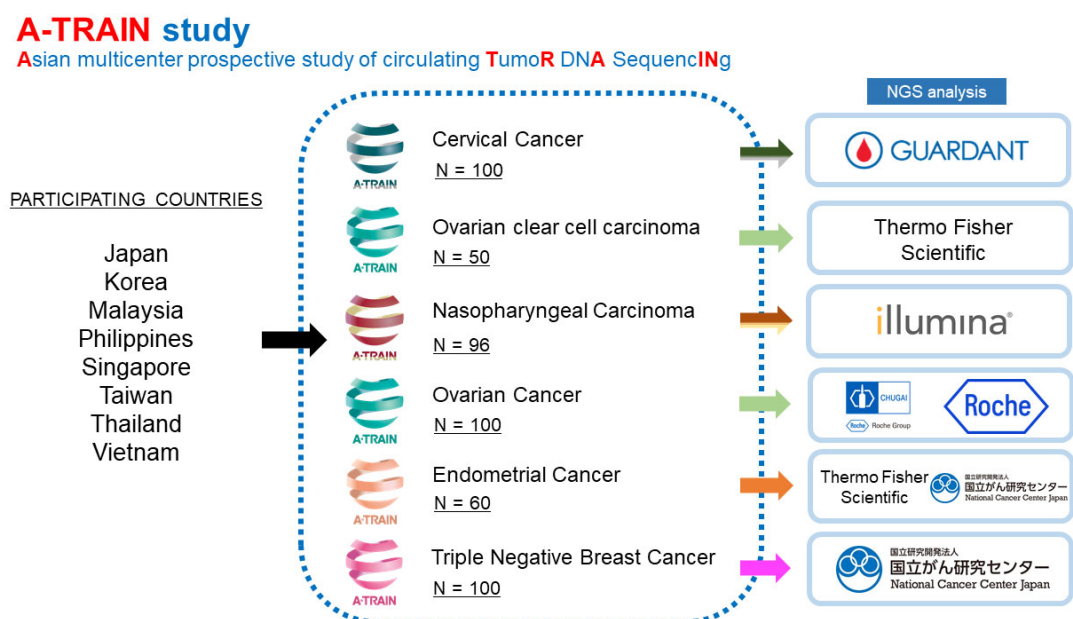 A-TRAIN study
Asian multicenter prospective study of circulating TumoR DNA SequencINg
NGS analysis
PARTICIPATING COUNTRIES
Japan
Korea
Malaysia
Philippines
Singapore
Taiwan
Thailand
Vietnam
A-TRAIN
Cervical Cancer
N = 100
GUARDANT
A-TRAIN
Ovarian clear cell carcinoma
N = 50
Thermo Fisher
Scientific
A-TRAIN
Nasopharyngeal Carcinoma
N = 96
illumina®
A-TRAIN
Ovarian Cancer
N = 100
CHUGAI
Roche Roche Group
Roche
A-TRAIN
Endometrial Cancer
N = 60
Thermo Fisher
Scientific
国立研究開発法人
国立がん研究センター
National Cancer Center Japan
A-TRAIN
Triple Negative Breast Cancer
N = 100
国立研究開発法人
国立がん研究センター
National Cancer Center Japan